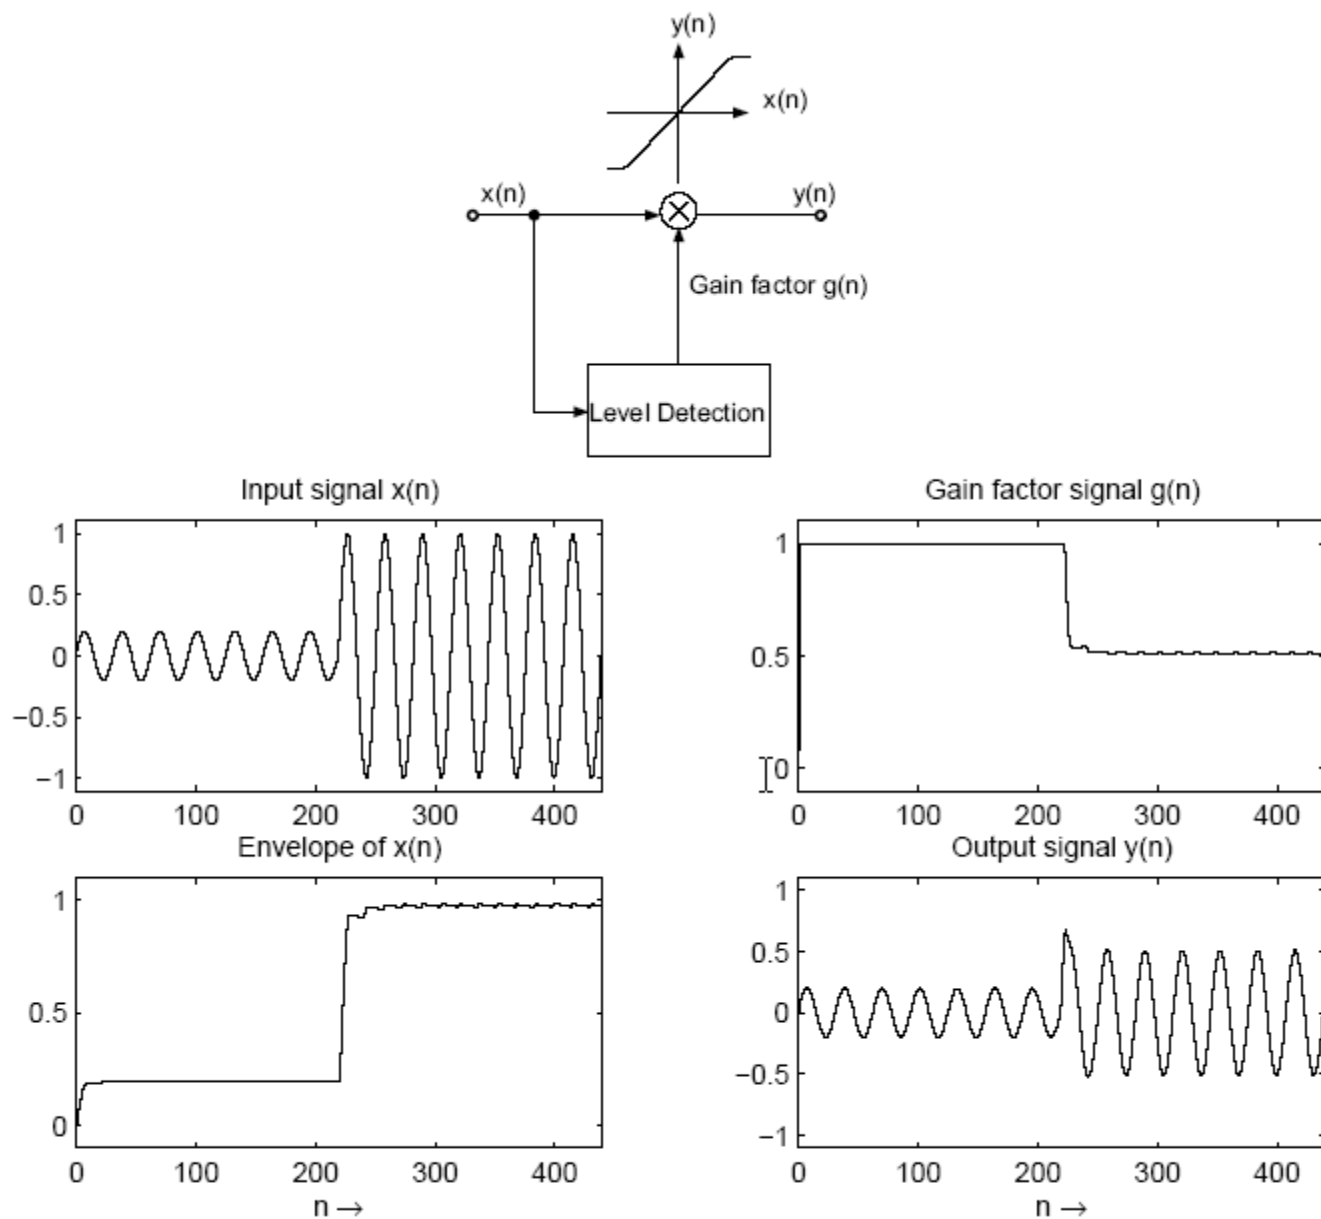 y(n)
x(n)
x(n)
y(n)
Gain factor g(n)
Level Detection
Input signal x(n)
1
0.5
0
−0.5
−1
0 100 200 300 400
Gain factor signal g(n)
1
0.5
0
0 100 200 300 400
Envelope of x(n)
1
0.5
0
0 100 200 300 400
n →
Output signal y(n)
1
0.5
0
−0.5
−1
0 100 200 300 400
n →